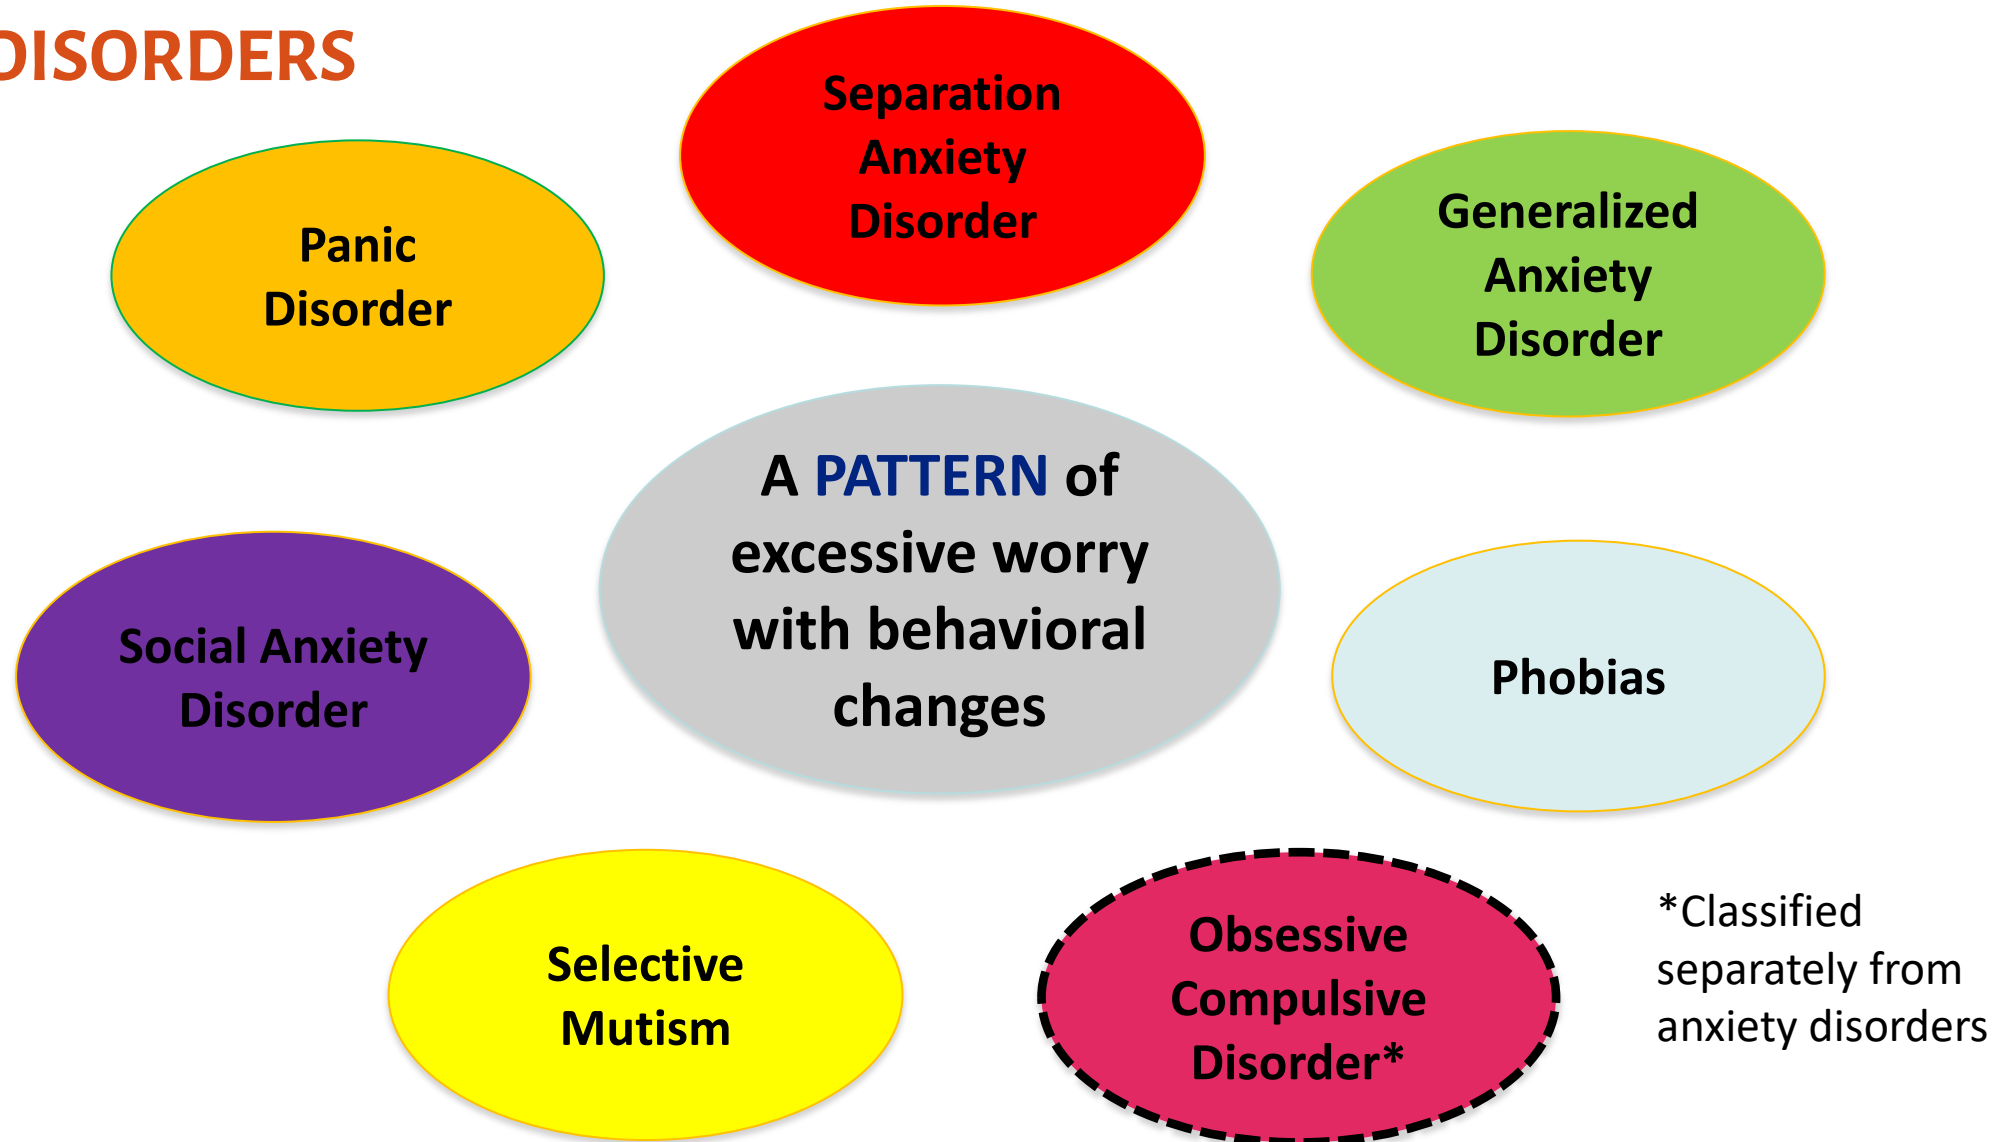 DISORDERS
Separation
Anxiety
Disorder
Panic
Disorder
Generalized
Anxiety
Disorder
A PATTERN of
excessive worry
with behavioral
changes
Social Anxiety
Disorder
Phobias
Selective
Mutism
Obsessive
Compulsive
Disorder*
*Classified
separately from
anxiety disorders